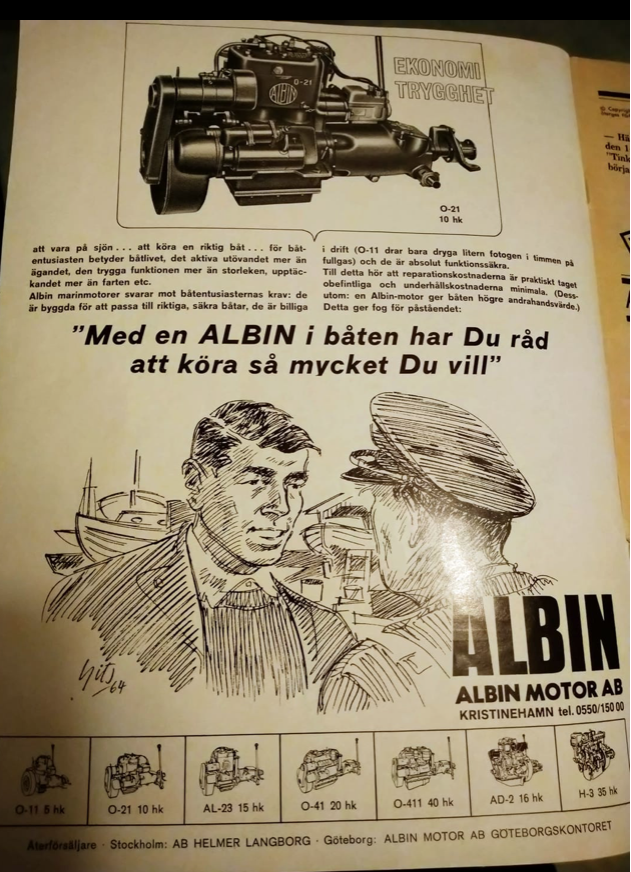 EKONOMI
TRYGGHET
O-21
ALBIN
O-21
10 hk
att vara på sjön . . . att köra en riktig båt . . . för båt-
entusiasten betyder båtlivet, det aktiva utövandet mer än
ägandet, den trygga funktionen mer än storleken, upptäc-
kandet mer än farten etc.
Albin marinmotorer svarar mot båtentusiasternas krav: de
är byggda för att passa till riktiga, säkra båtar, de är billiga
i drift (O-11 drar bara dryga litern fotogen i timmen på
fullgas) och de är absolut funktionssäkra.
Till detta hör att reparationskostnaderna är praktiskt taget
obefintliga och underhållskostnaderna minimala. (Dess-
utom: en Albin-motor ger båten högre andrahandsvärde.)
Detta ger fog för påståendet:
"Med en ALBIN i båten har Du råd
att köra så mycket Du vill"
64
ALBIN
ALBIN MOTOR AB
KRISTINEHAMN tel. 0550/150 00
O-11 5 hk
O-21 10 hk
AL-23 15 hk
O-41 20 hk
O-411 40 hk
AD-2 16 hk
H-3 35 hk
Återförsäljare · Stockholm: AB HELMER LANGBORG · Göteborg: ALBIN MOTOR AB GÖTEBORGSKONTORET
© Copyright
— Hä
den 1
"Tink
börja